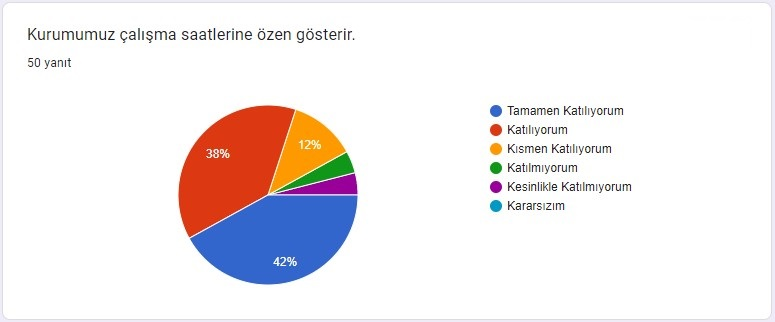 Kurumumuz çalışma saatlerine özen gösterir.
50 yanıt
38%
12%
42%
Tamamen Katılıyorum
Katılıyorum
Kısmen Katılıyorum
Katılmıyorum
Kesinlikle Katılmıyorum
Kararsızım